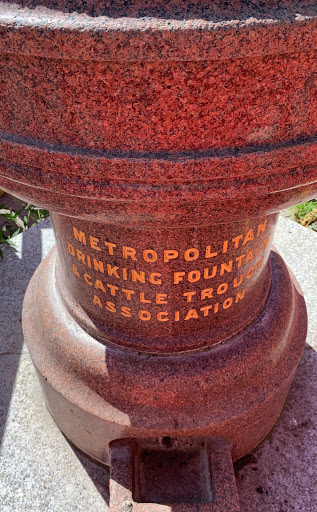 METROPOLITAN
DRINKING FOUNTAIN
& CATTLE TROUGH
ASSOCIATION